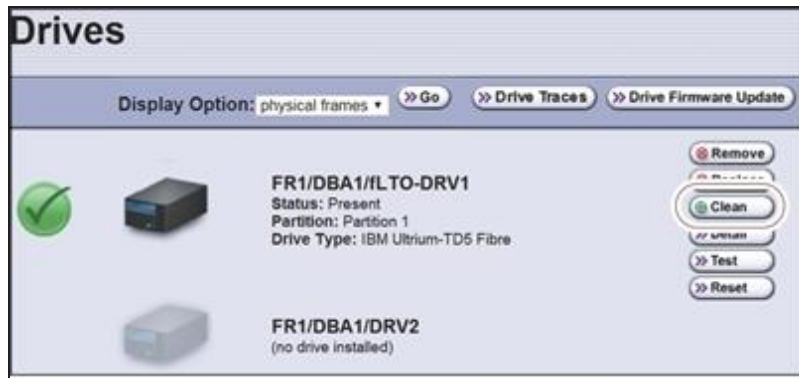 Drives
Display Option: physical frames Go Drive Traces Drive Firmware Update
Remove
FR1/DBA1/fLTO-DRV1
Status: Present
Clean
Partition: Partition 1
Drive Type: IBM Ultrium-TD5 Fibre
Test
Reset
FR1/DBA1/DRV2
(no drive installed)